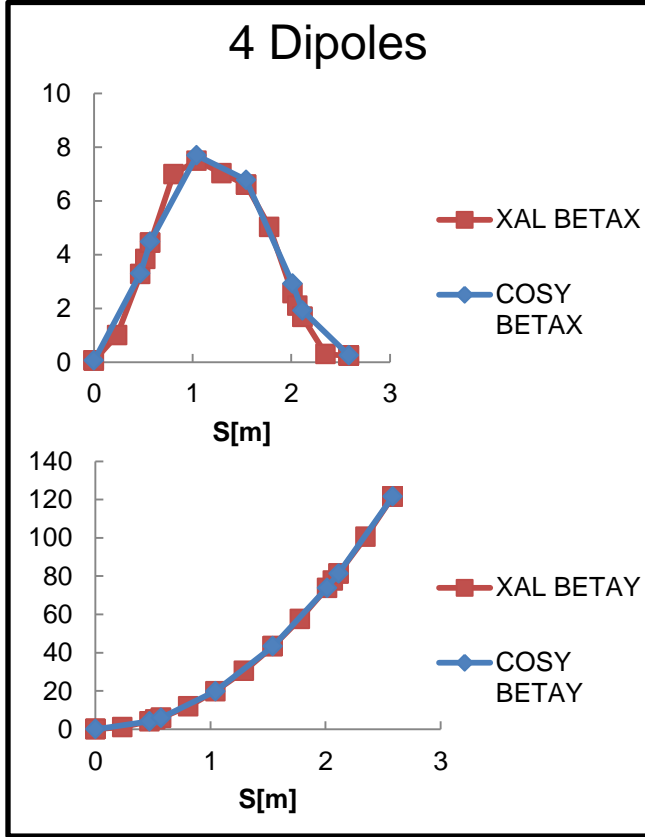 4 Dipoles
10
8
6
4
2
0
0 1 2 3
S[m]
XAL BETAX
COSY
BETAX
140
120
100
80
60
40
20
0
0 1 2 3
S[m]
XAL BETAY
COSY
BETAY